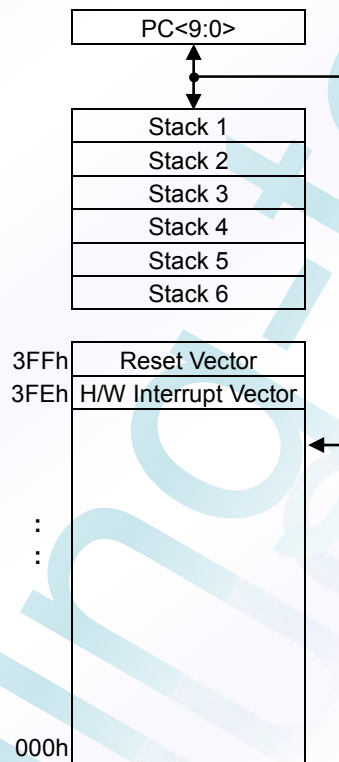 PC<9:0>
Stack 1
Stack 2
Stack 3
Stack 4
Stack 5
Stack 6
3FFh Reset Vector
3FEh H/W Interrupt Vector
:
:
000h